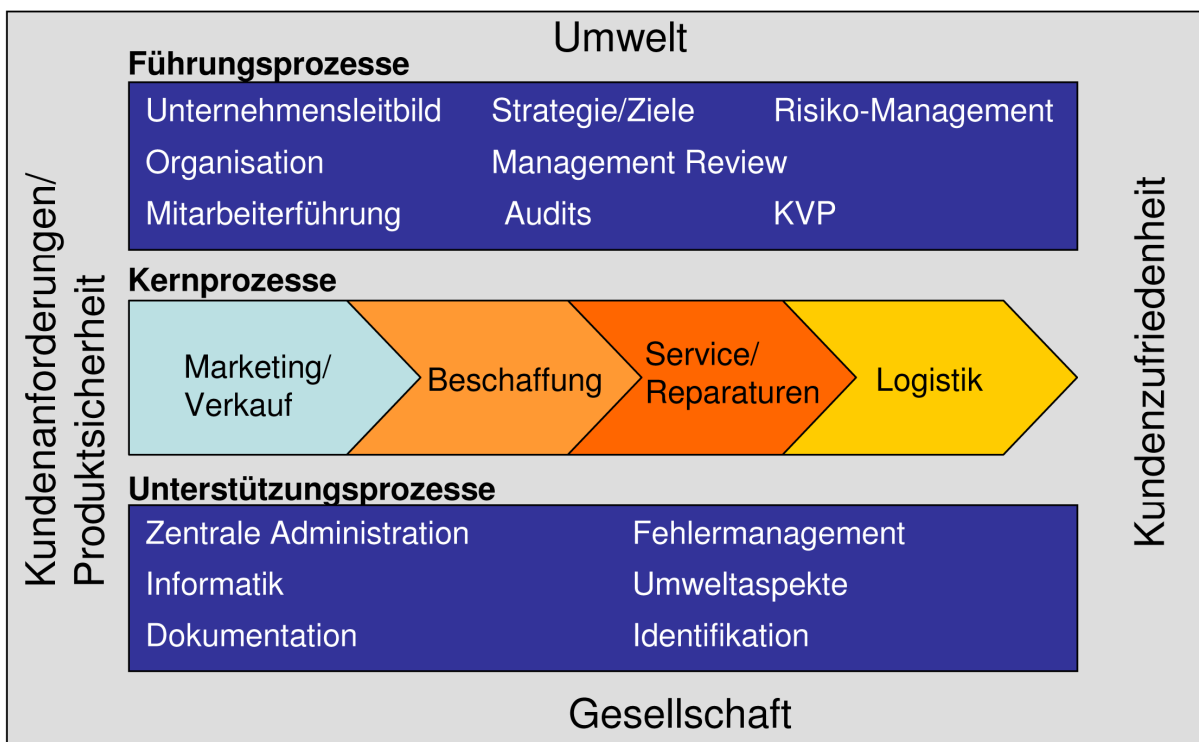 Umwelt
Führungsprozesse
Unternehmensleitbild Strategie/Ziele Risiko-Management
Organisation Management Review
Mitarbeiterführung Audits KVP
Kundenanforderungen/
Produktsicherheit
Kernprozesse
Marketing/
Verkauf
Beschaffung
Service/
Reparaturen
Logistik
Kundenzufriedenheit
Unterstützungsprozesse
Zentrale Administration Fehlermanagement
Informatik Umweltaspekte
Dokumentation Identifikation
Gesellschaft